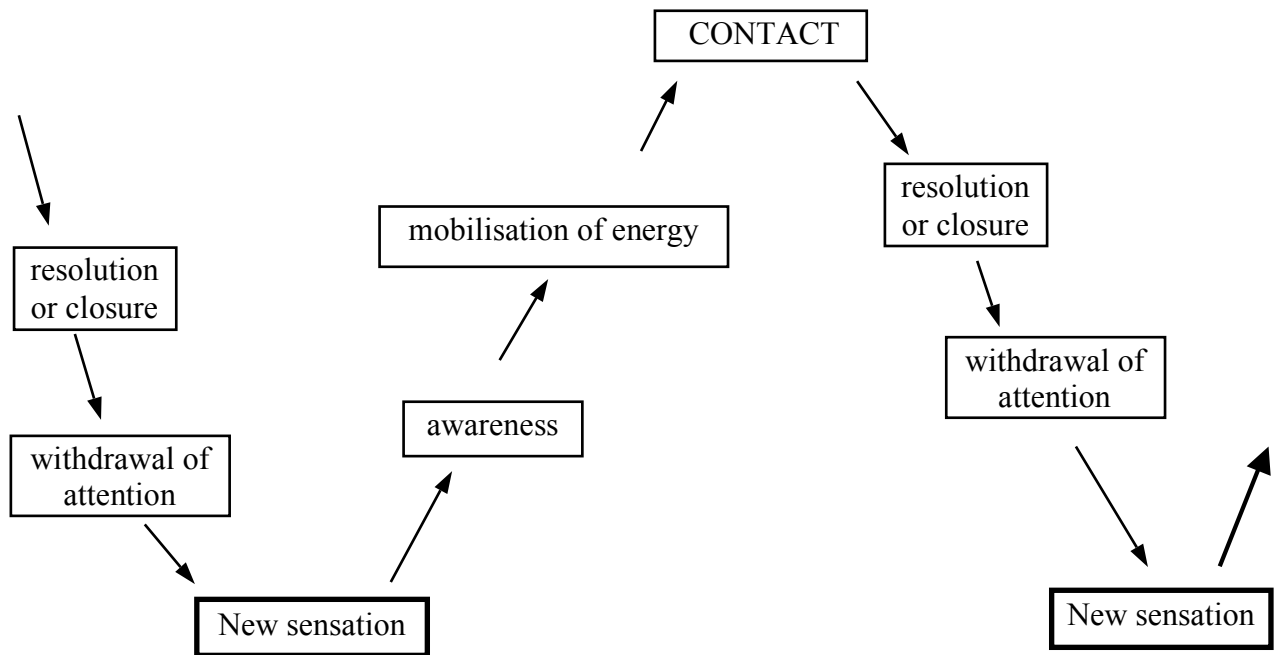 CONTACT
resolution
or closure
mobilisation of energy
resolution
or closure
withdrawal of
attention
awareness
withdrawal of
attention
New sensation
New sensation